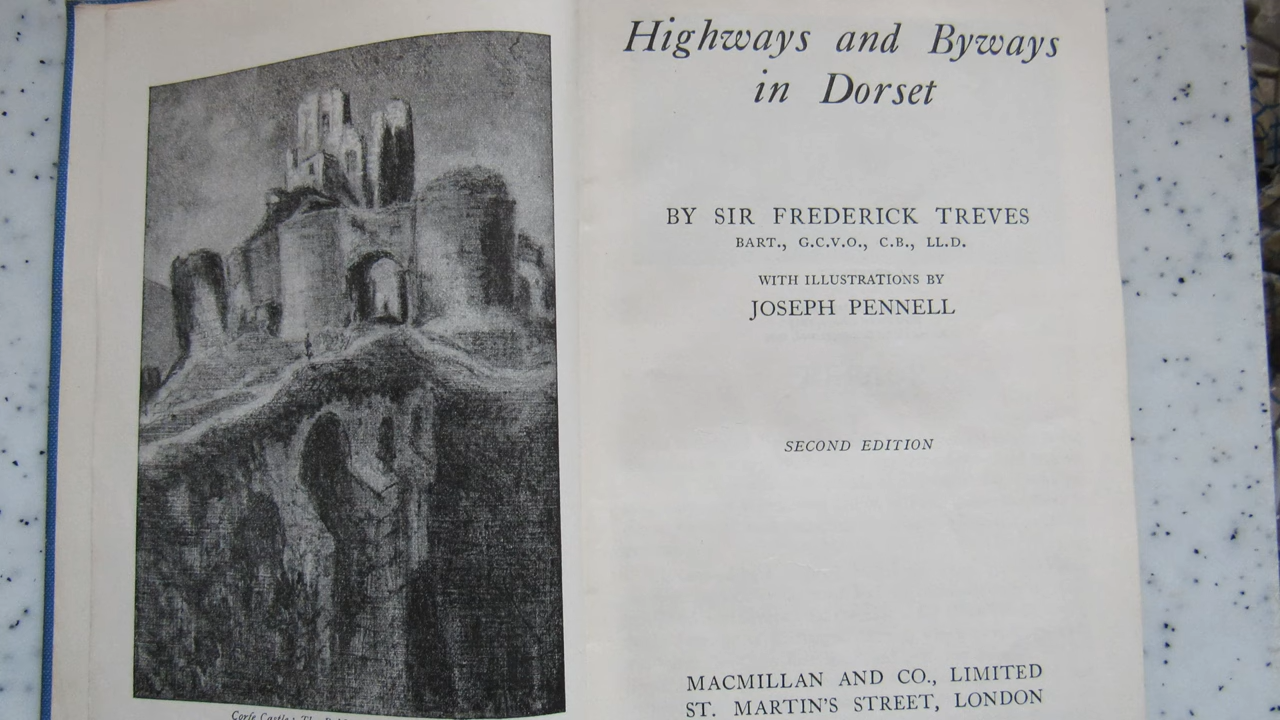 Corfe Castle: The
Highways and Byways
in Dorset
BY SIR FREDERICK TREVES
BART., G.C.V.O., C.B., LL.D.
WITH ILLUSTRATIONS BY
JOSEPH PENNELL
SECOND EDITION
MACMILLAN AND CO., LIMITED
ST. MARTIN'S STREET, LONDON